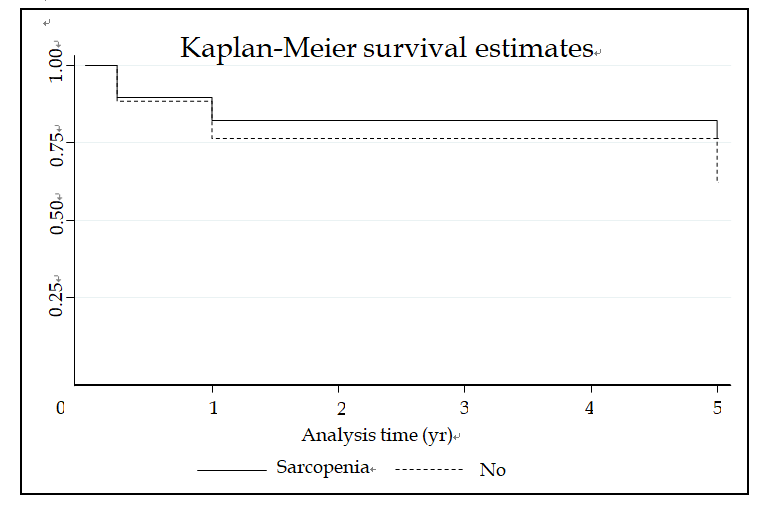 Kaplan-Meier survival estimates
1.00
0.75
0.50
0.25
0 1 2 3 4 5
Analysis time (yr)
Sarcopenia No